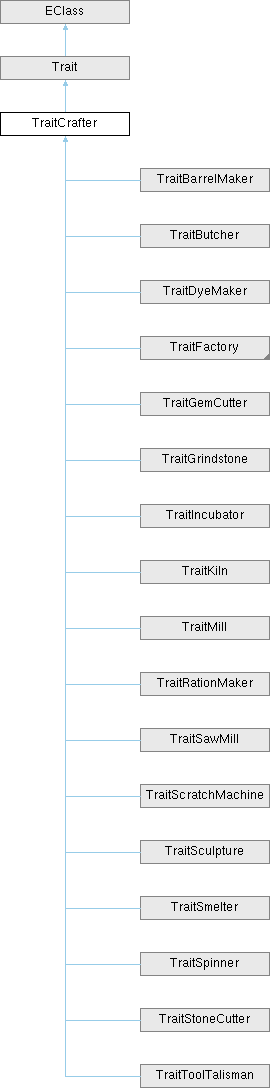 EClass
Trait
TraitCrafter
TraitBarrelMaker
TraitButcher
TraitDyeMaker
TraitFactory
TraitGemCutter
TraitGrindstone
TraitIncubator
TraitKiln
TraitMill
TraitRationMaker
TraitSawMill
TraitScratchMachine
TraitSculpture
TraitSmelter
TraitSpinner
TraitStoneCutter
TraitToolTalisman